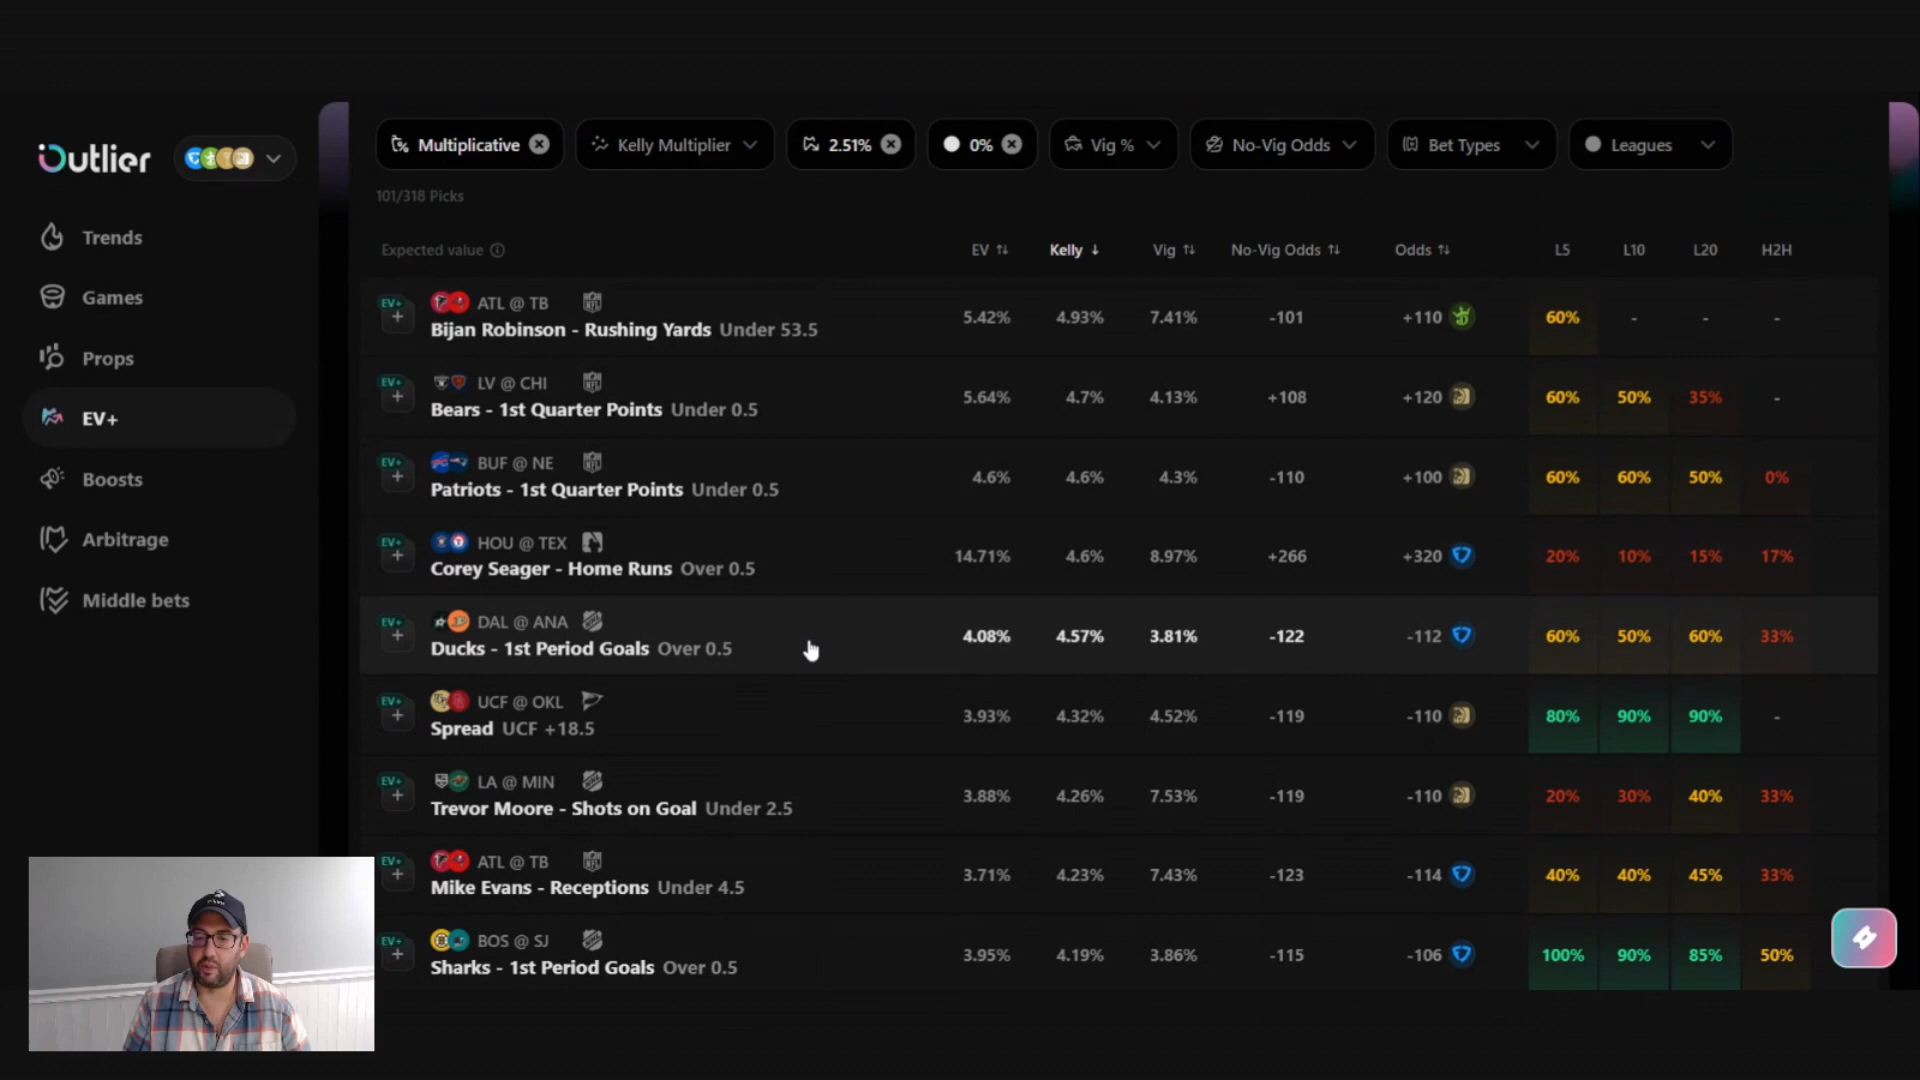 Outlier
Multiplicative
Kelly Multiplier
2.51%
0%
Vig %
No-Vig Odds
Bet Types
Leagues
101/318 Picks
Trends
Games
Props
EV+
Boosts
Arbitrage
Middle bets
Expected value EV Kelly Vig No-Vig Odds Odds L5 L10 L20 H2H
EV+ ATL @ TB
Bijan Robinson - Rushing Yards Under 53.5 5.42% 4.93% 7.41% -101 +110 60% - - -
EV+ LV @ CHI
Bears - 1st Quarter Points Under 0.5 5.64% 4.7% 4.13% +108 +120 60% 50% 35% -
EV+ BUF @ NE
Patriots - 1st Quarter Points Under 0.5 4.6% 4.6% 4.3% -110 +100 60% 60% 50% 0%
EV+ HOU @ TEX
Corey Seager - Home Runs Over 0.5 14.71% 4.6% 8.97% +266 +320 20% 10% 15% 17%
EV+ DAL @ ANA
Ducks - 1st Period Goals Over 0.5 4.08% 4.57% 3.81% -122 -112 60% 50% 60% 33%
EV+ UCF @ OKL
Spread UCF +18.5 3.93% 4.32% 4.52% -119 -110 80% 90% 90% -
EV+ LA @ MIN
Trevor Moore - Shots on Goal Under 2.5 3.88% 4.26% 7.53% -119 -110 20% 30% 40% 33%
EV+ ATL @ TB
Mike Evans - Receptions Under 4.5 3.71% 4.23% 7.43% -123 -114 40% 40% 45% 33%
EV+ BOS @ SJ
Sharks - 1st Period Goals Over 0.5 3.95% 4.19% 3.86% -115 -106 100% 90% 85% 50%